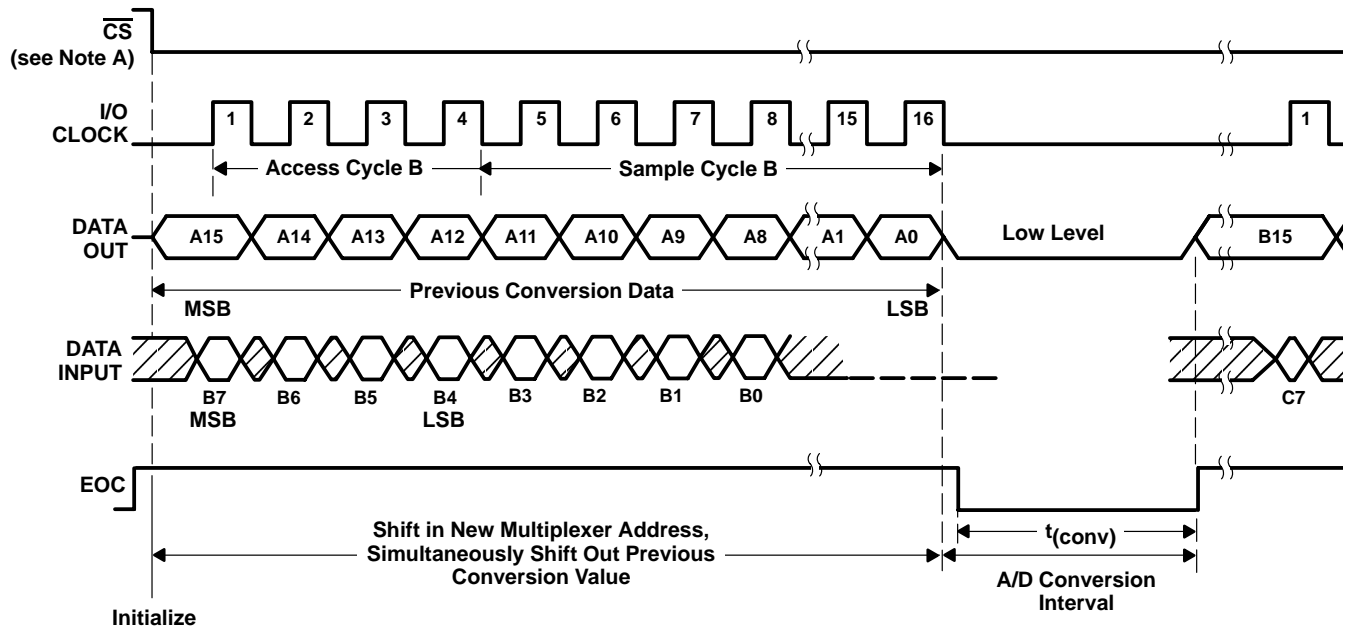 CS
(see Note A)
I/O
CLOCK
1 2 3 4 5 6 7 8 15 16 1
Access Cycle B Sample Cycle B
DATA
OUT
A15 A14 A13 A12 A11 A10 A9 A8 A1 A0 Low Level B15
Previous Conversion Data
MSB LSB
DATA
INPUT
B7 B6 B5 B4 B3 B2 B1 B0 C7
MSB LSB
EOC
Shift in New Multiplexer Address,
Simultaneously Shift Out Previous
Conversion Value
t(conv)
A/D Conversion
Interval
Initialize